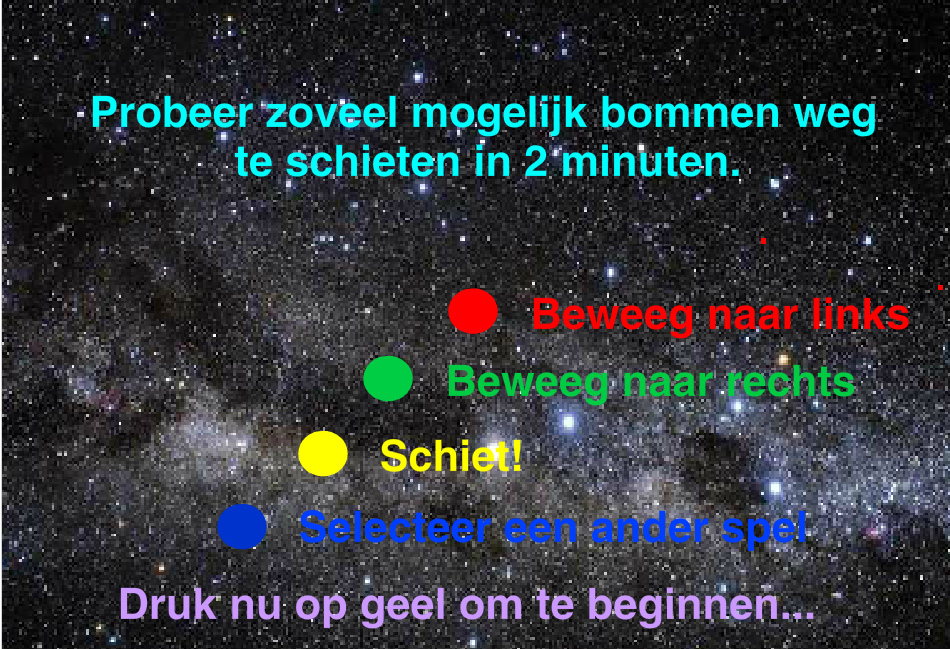 Probeer zoveel mogelijk bommen weg
te schieten in 2 minuten.
Beweeg naar links
Beweeg naar rechts
Schiet!
Selecteer een ander spel
Druk nu op geel om te beginnen...